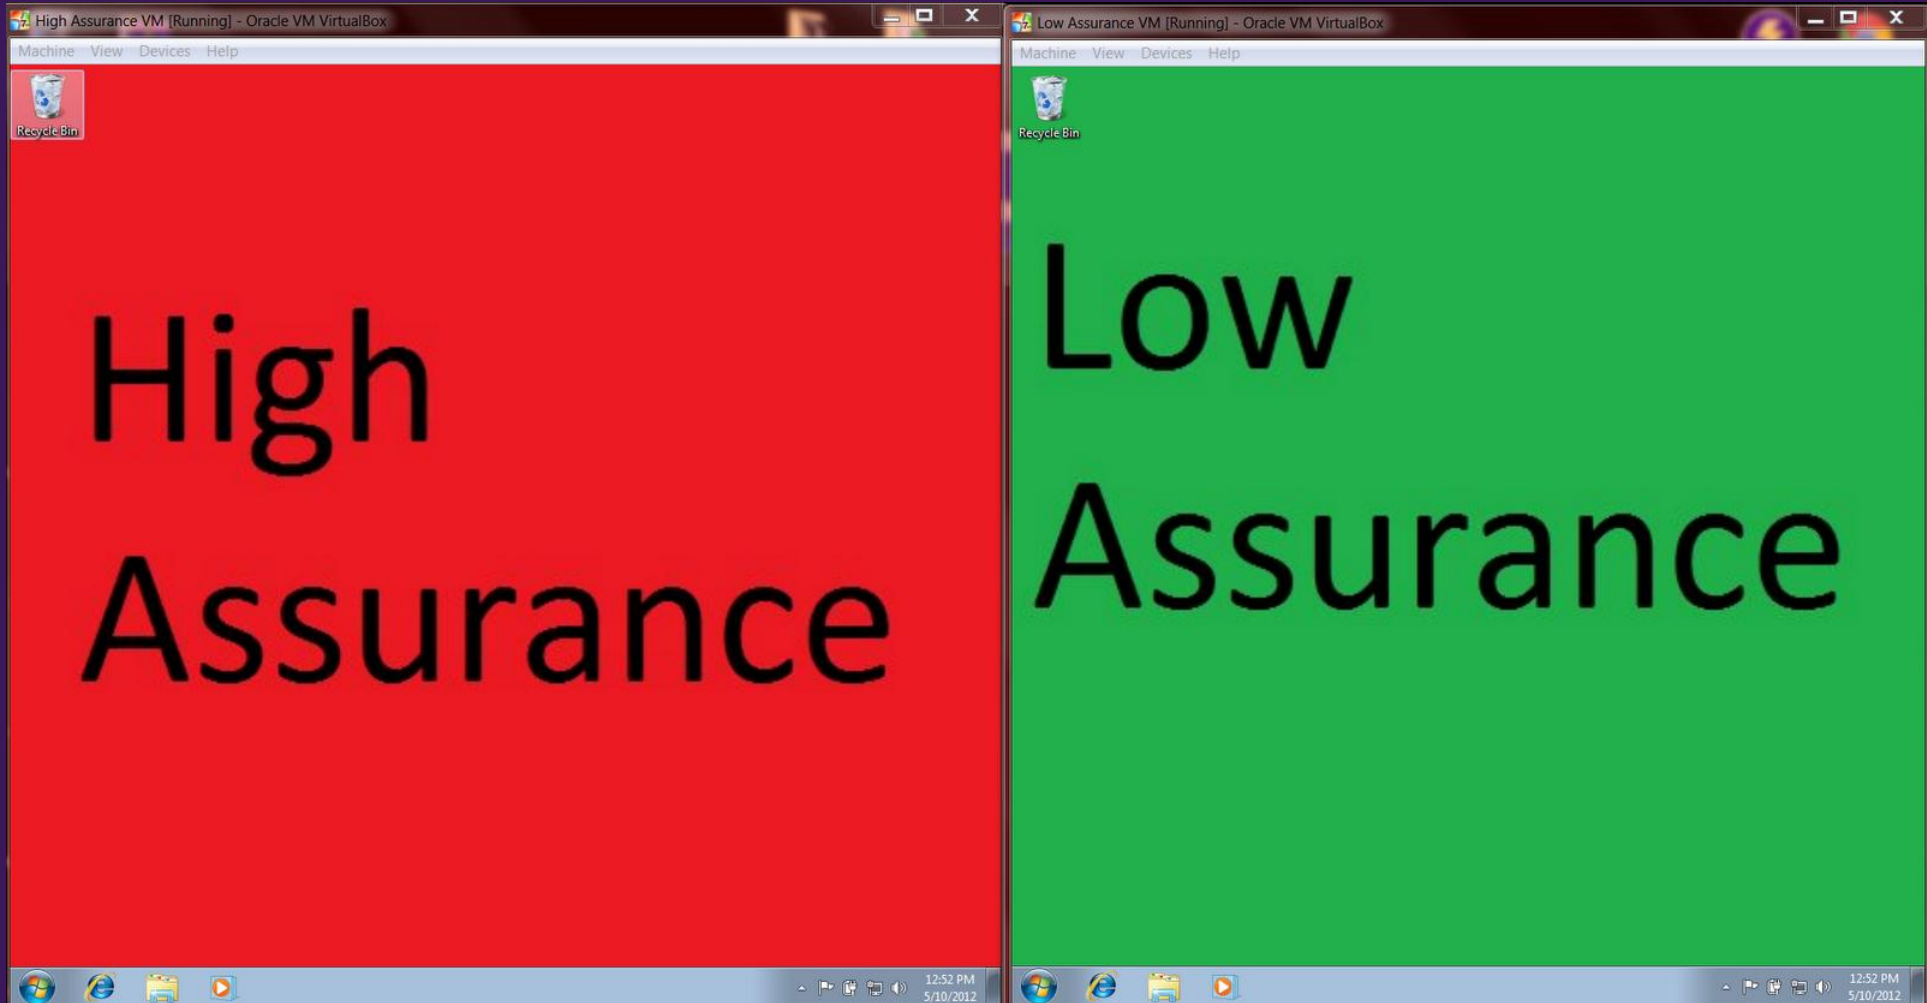 High Assurance VM [Running] - Oracle VM VirtualBox
Machine View Devices Help
Recycle Bin
High
Assurance
12:52 PM
5/10/2012
Low Assurance VM [Running] - Oracle VM VirtualBox
Machine View Devices Help
Recycle Bin
Low
Assurance
12:52 PM
5/10/2012